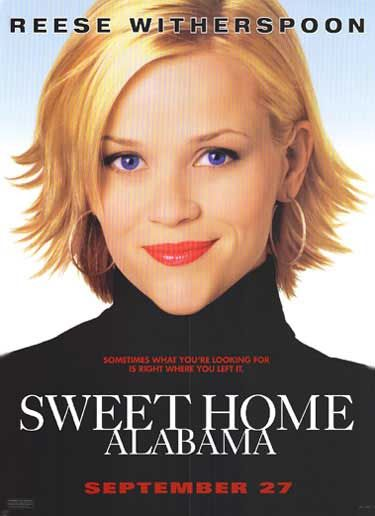 REESE WITHERSPOON
SOMETIMES WHAT YOU'RE LOOKING FOR
IS RIGHT WHERE YOU LEFT IT.
SWEET HOME
ALABAMA
SEPTEMBER 27